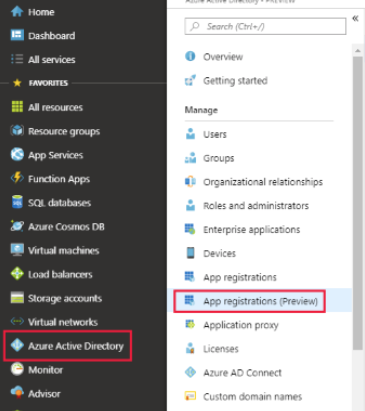 Home
Dashboard
All services
FAVORITES
All resources
Resource groups
App Services
Function Apps
SQL databases
Azure Cosmos DB
Virtual machines
Load balancers
Storage accounts
Virtual networks
Azure Active Directory
Monitor
Advisor
Azure Active Directory - Preview
Search (Ctrl+/)
Overview
Getting started
Manage
Users
Groups
Organizational relationships
Roles and administrators
Enterprise applications
Devices
App registrations
App registrations (Preview)
Application proxy
Licenses
Azure AD Connect
Custom domain names